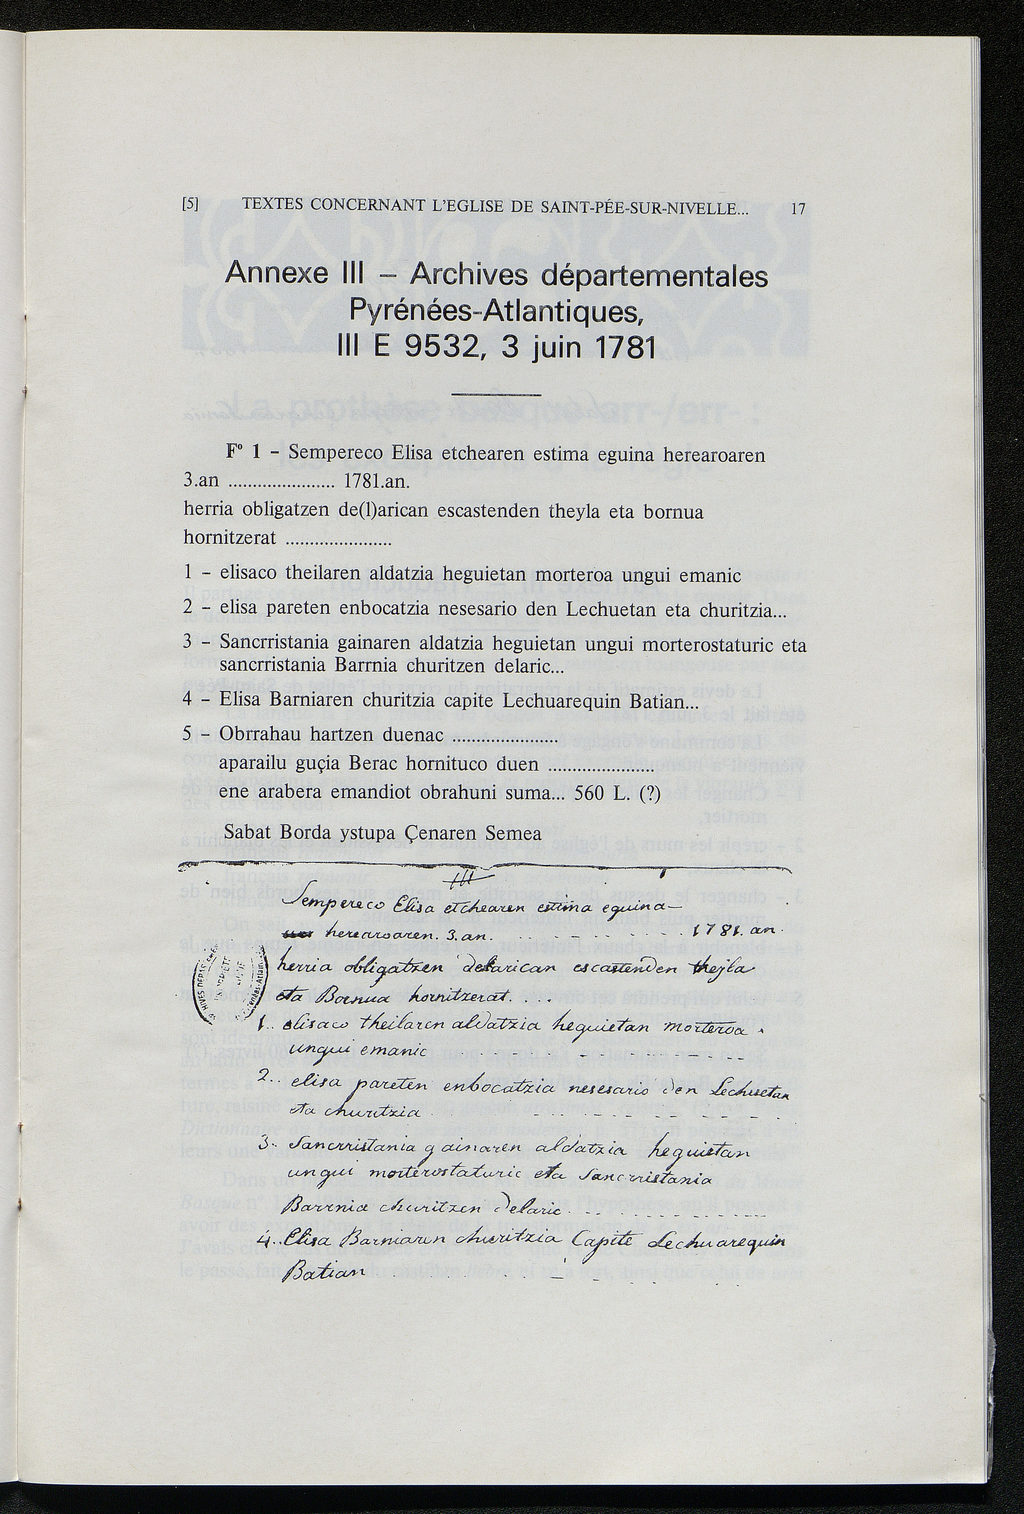 [5] TEXTES CONCERNANT L'EGLISE DE SAINT-PÉE-SUR-NIVELLE... 17
Annexe III – Archives départementales
Pyrénées-Atlantiques,
III E 9532, 3 juin 1781
Fº 1 – Sempereco Elisa etchearen estima eguina herearoaren
3.an ...................... 1781.an.
herria obligatzen de(l)arican escastenden theyla eta bornua
hornitzerat ......................
1 – elisaco theilaren aldatzia heguietan morteroa ungui emanic
2 – elisa pareten enbocatzia nesesario den Lechuetan eta churitzia...
3 – Sancrristania gainaren aldatzia heguietan ungui morterostaturic eta
sancrristania Barrnia churitzen delaric...
4 – Elisa Barniaren churitzia capite Lechuarequin Batian...
5 – Obrrahau hartzen duenac ......................
aparailu guçia Berac hornituco duen ......................
ene arabera emandiot obrahuni suma... 560 L. (?)
Sabat Borda ystupa Çenaren Semea
III
Sempereco Elisa etchearen estima eguina
herearoaren. 3.an. . . . . . . . 1781. an.
herria obligatzen delarican escastenden theyla
eta Bornua hornitzerat. . . .
1.. elisaco theilaren aldatzia heguietan morteroa
ungui emanic
2.. elisa pareten enbocatzia nesesario den Lechuetan
eta churitzia
3.. Sancrristania gainaren aldatzia heguietan
ungui morterostaturic eta Sancrristania
Barrnia churitzen delaric
4.. Elisa Barniaren churitzia Capite Lechuarequin
Batian